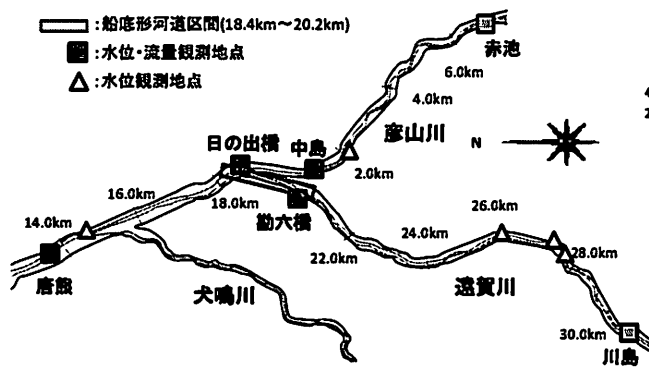 :船底形河道区間(18.4km～20.2km)
:水位・流量観測地点
:水位観測地点
赤池
6.0km
4.0km
彦山川
N
日の出橋
中島
2.0km
16.0km
18.0km
勘六橋
26.0km
24.0km
14.0km
22.0km
28.0km
唐熊
犬鳴川
遠賀川
30.0km
川島